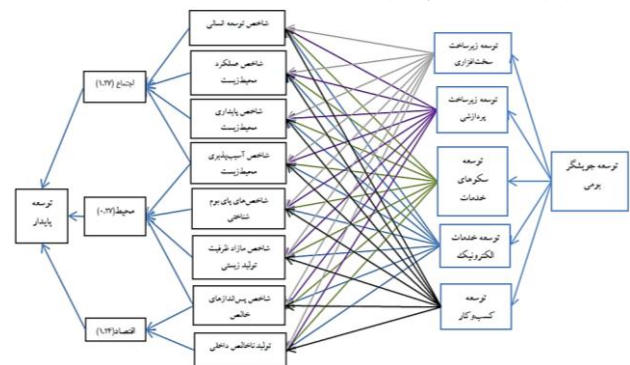 توسعه جویشگر
بومی
توسعه زیرساخت
سخت‌افزاری
توسعه زیرساخت
پردازشی
توسعه
سکوهای
خدمات
توسعه خدمات
الکترونیک
توسعه
کسب‌وکار
شاخص توسعه انسانی
شاخص عملکرد
محیط‌زیست
شاخص پایداری
محیط‌زیست
شاخص آسیب‌پذیری
محیط‌زیست
شاخص‌های پای بوم
شناختی
شاخص مازاد ظرفیت
تولید زیستی
شاخص پس‌اندازهای
خالص
تولید ناخالص داخلی
اجتماع (۱.۲۷)
محیط(۰.۲۷)
اقتصاد(۱.۲۴)
توسعه
پایدار